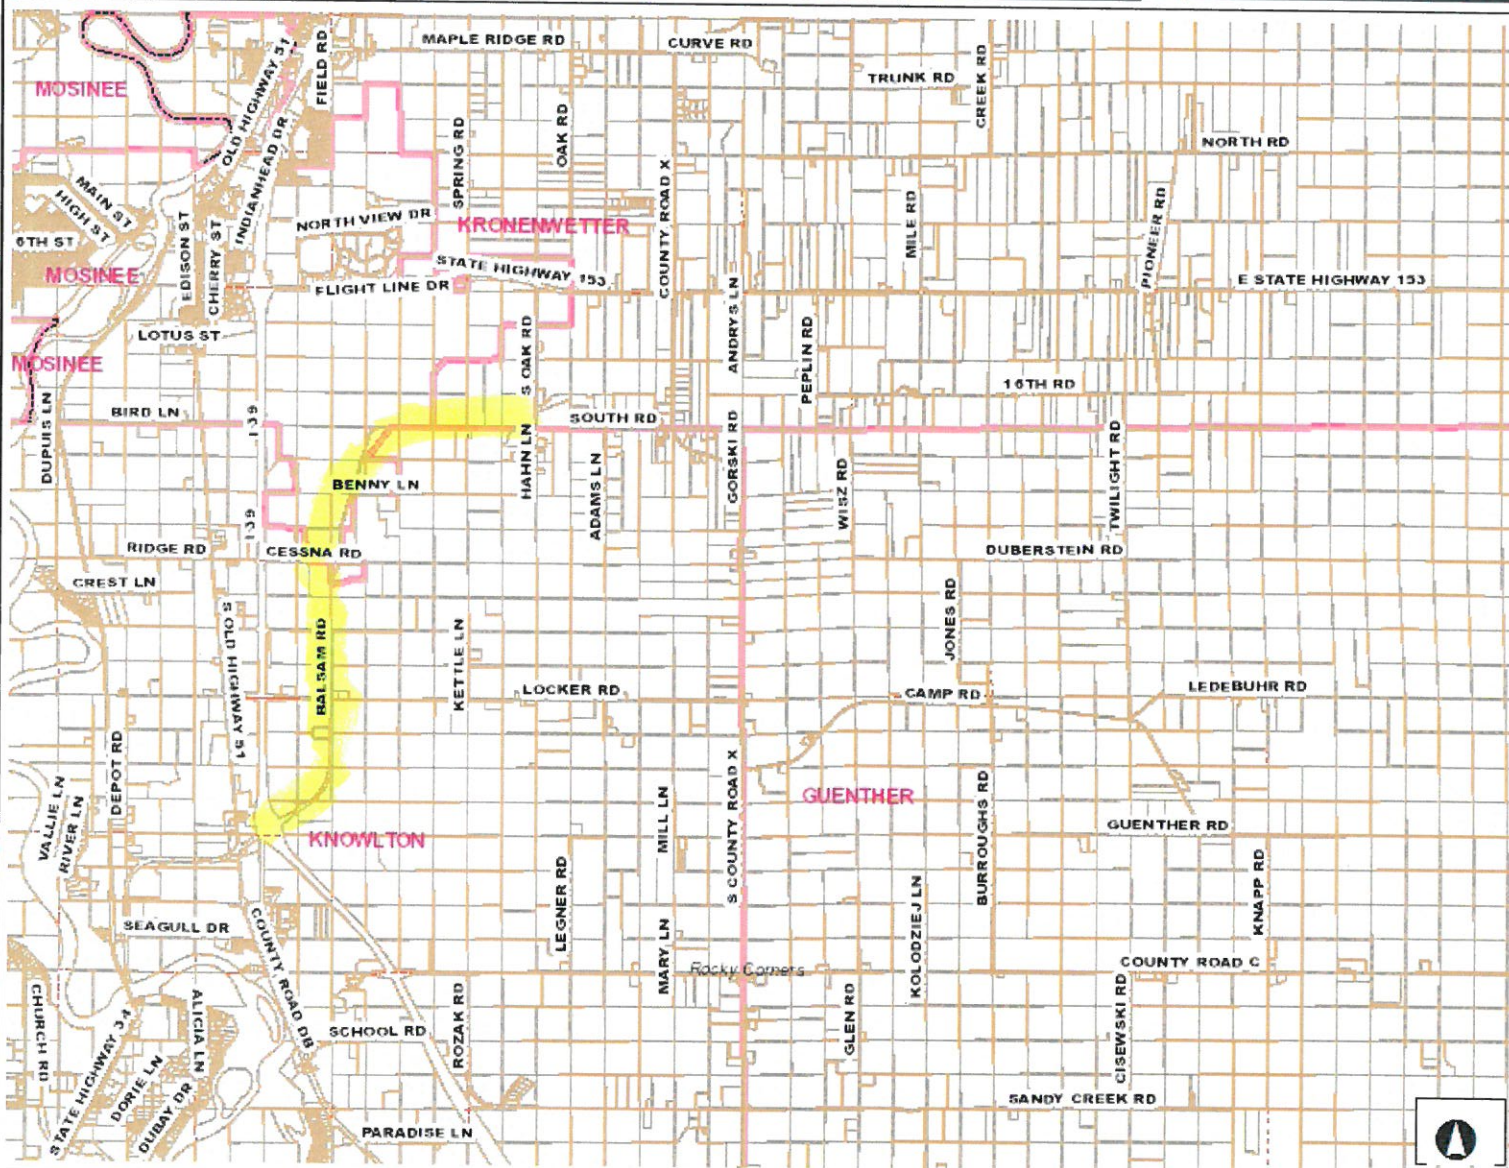 MAPLE RIDGE RD
CURVE RD
OLD HIGHWAY 51
FIELD RD
TRUNK RD
CREEK RD
MOSINEE
INDIANHEAD DR
SPRING RD
OAK RD
NORTH RD
MAIN ST
HIGH ST
COUNTY ROAD X
MILE RD
PIONEER RD
NORTH VIEW DR
KRONENWETTER
6TH ST
EDISON ST
CHERRY ST
MOSINEE
STATE HIGHWAY 153
FLIGHT LINE DR
E STATE HIGHWAY 153
ANDRYS LN
LOTUS ST
S OAK RD
PEPLIN RD
MOSINEE
16TH RD
DUPUIS LN
BIRD LN
I-39
SOUTH RD
HAHN LN
GORSKI RD
TWILIGHT RD
BENNY LN
ADAMS LN
WISZ RD
I-39
RIDGE RD
CESSNA RD
DUBERSTEIN RD
CREST LN
S OLD HIGHWAY 51
BALSAM RD
KETTLE LN
JONES RD
LOCKER RD
CAMP RD
LEDEBUHR RD
DEPOT RD
VALLIE LN
RIVER LN
S COUNTY ROAD X
MILL LN
GUENTHER
BURROUGHS RD
GUENTHER RD
KNOWLTON
LEGNER RD
KOLODZIEJ LN
KNAPP RD
SEAGULL DR
COUNTY ROAD DB
MARY LN
Rocky Corners
COUNTY ROAD C
CHURCH RD
ALICIA LN
SCHOOL RD
ROZAK RD
GLEN RD
CISEWSKI RD
STATE HIGHWAY 34
DORIE LN
DUBAY DR
SANDY CREEK RD
PARADISE LN